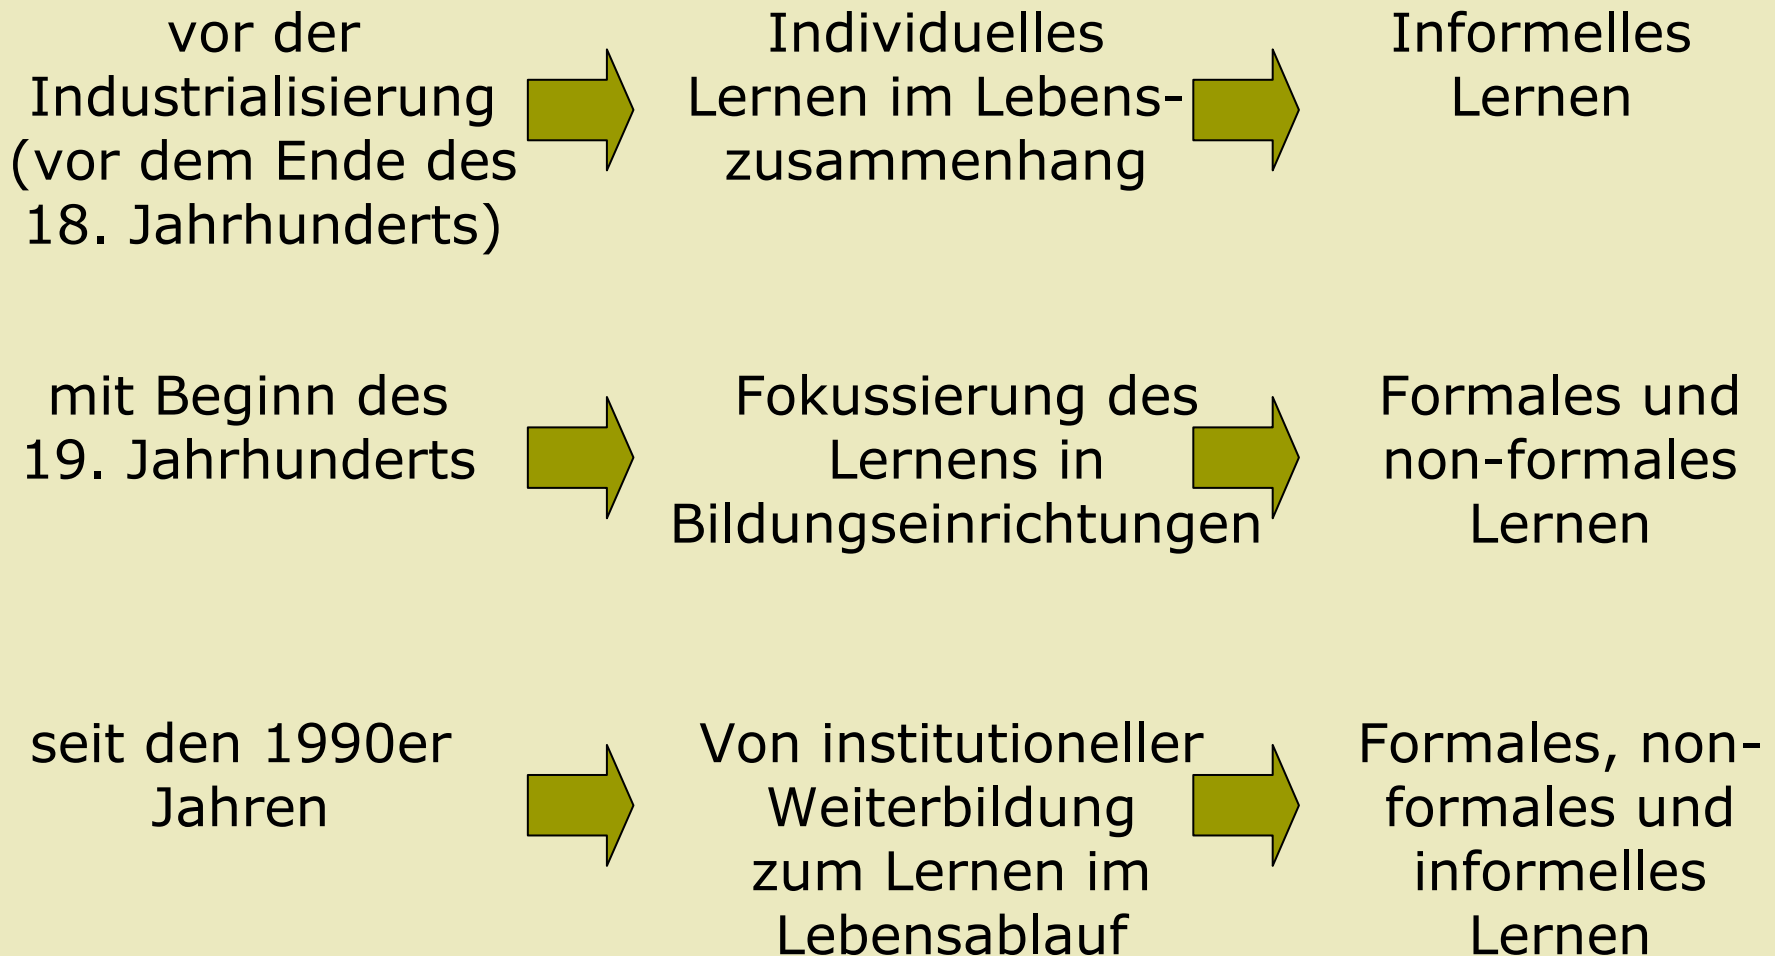 vor der
Industrialisierung
(vor dem Ende des
18. Jahrhunderts)
Individuelles
Lernen im Lebens-
zusammenhang
Informelles
Lernen
mit Beginn des
19. Jahrhunderts
Fokussierung des
Lernens in
Bildungseinrichtungen
Formales und
non-formales
Lernen
seit den 1990er
Jahren
Von institutioneller
Weiterbildung
zum Lernen im
Lebensablauf
Formales, non-
formales und
informelles
Lernen